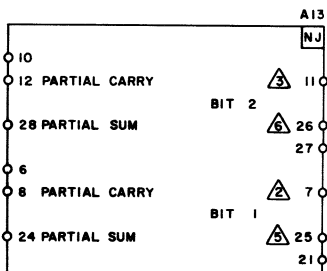 A13
NJ
10
12 PARTIAL CARRY 3 11
BIT 2
28 PARTIAL SUM 6 26
27
6
8 PARTIAL CARRY 2 7
BIT 1
24 PARTIAL SUM 5 25
21